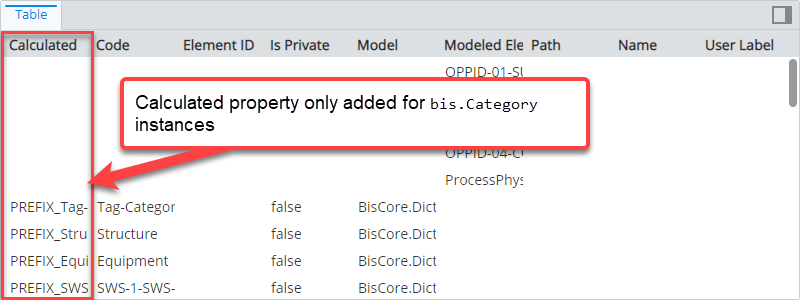 Table
Calculated Code Element ID Is Private Model Modeled Ele Path Name User Label
OPPID-01-SU
Calculated property only added for bis.Category
instances
OPPID-04-CO
ProcessPhys
PREFIX_Tag- Tag-Categor false BisCore.Dict
PREFIX_Stru Structure false BisCore.Dict
PREFIX_Equi Equipment false BisCore.Dict
PREFIX_SWS SWS-1-SWS- false BisCore.Dict